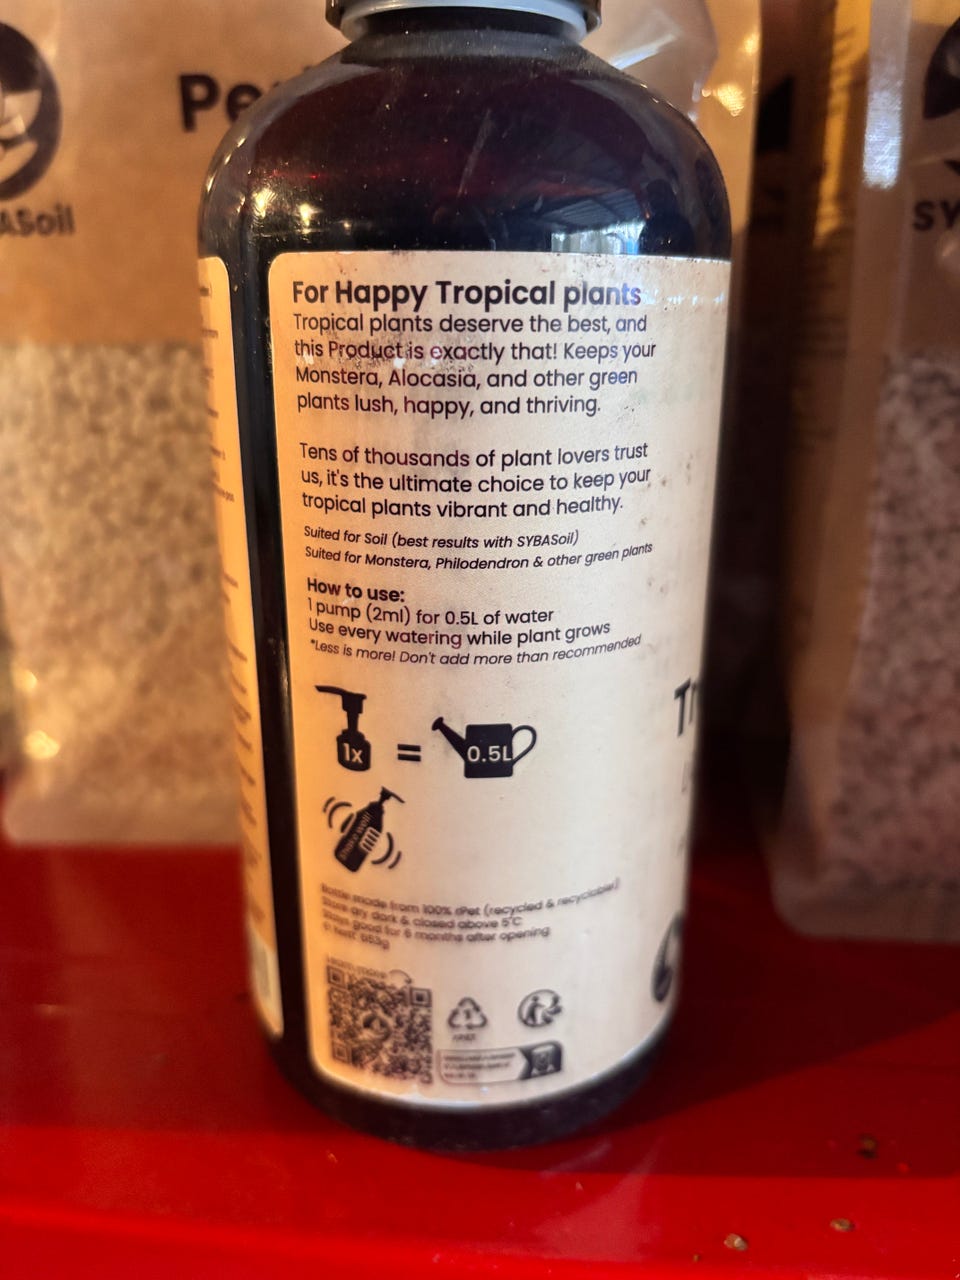 Pe
ASoil
SY
For Happy Tropical plants
Tropical plants deserve the best, and
this Product is exactly that! Keeps your
Monstera, Alocasia, and other green
plants lush, happy, and thriving.
Tens of thousands of plant lovers trust
us, it's the ultimate choice to keep your
tropical plants vibrant and healthy.
Suited for Soil (best results with SYBASoil)
Suited for Monstera, Philodendron & other green plants
How to use:
1 pump (2ml) for 0.5L of water
Use every watering while plant grows
*Less is more! Don't add more than recommended
1x = 0.5L
Shake well!
Bottle made from 100% rPet (recycled & recyclable)
Store dry dark & closed above 5°C
Stays good for 6 months after opening
Learn more
Tr